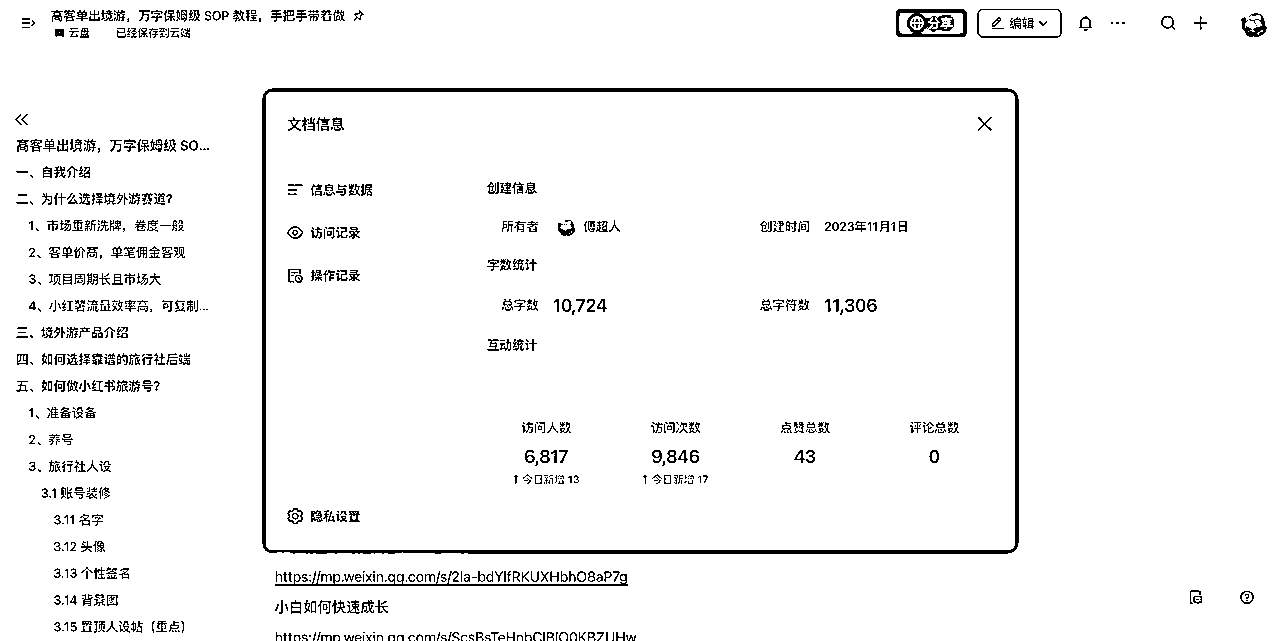 高客单出境游，万字保姆级 SOP 教程，手把手带着做
云盘 已经保存到云端
分享 编辑
高客单出境游，万字保姆级 SO...
一、自我介绍
二、为什么选择境外游赛道?
1、市场重新洗牌，卷度一般
2、客单价高，单笔佣金客观
3、项目周期长且市场大
4、小红薯流量效率高，可复制...
三、境外游产品介绍
四、如何选择靠谱的旅行社后端
五、如何做小红书旅游号?
1、准备设备
2、养号
3、旅行社人设
3.1 账号装修
3.11 名字
3.12 头像
3.13 个性签名
3.14 背景图
3.15 置顶人设帖（重点）
文档信息
信息与数据
访问记录
操作记录
隐私设置
创建信息
所有者 傅超人 创建时间 2023年11月1日
字数统计
总字数 10,724 总字符数 11,306
互动统计
访问人数 访问次数 点赞总数 评论总数
6,817 9,846 43 0
↑ 今日新增 13 ↑ 今日新增 17
https://mp.weixin.qq.com/s/2la-bdYlfRKUXHbhO8aP7g
小白如何快速成长